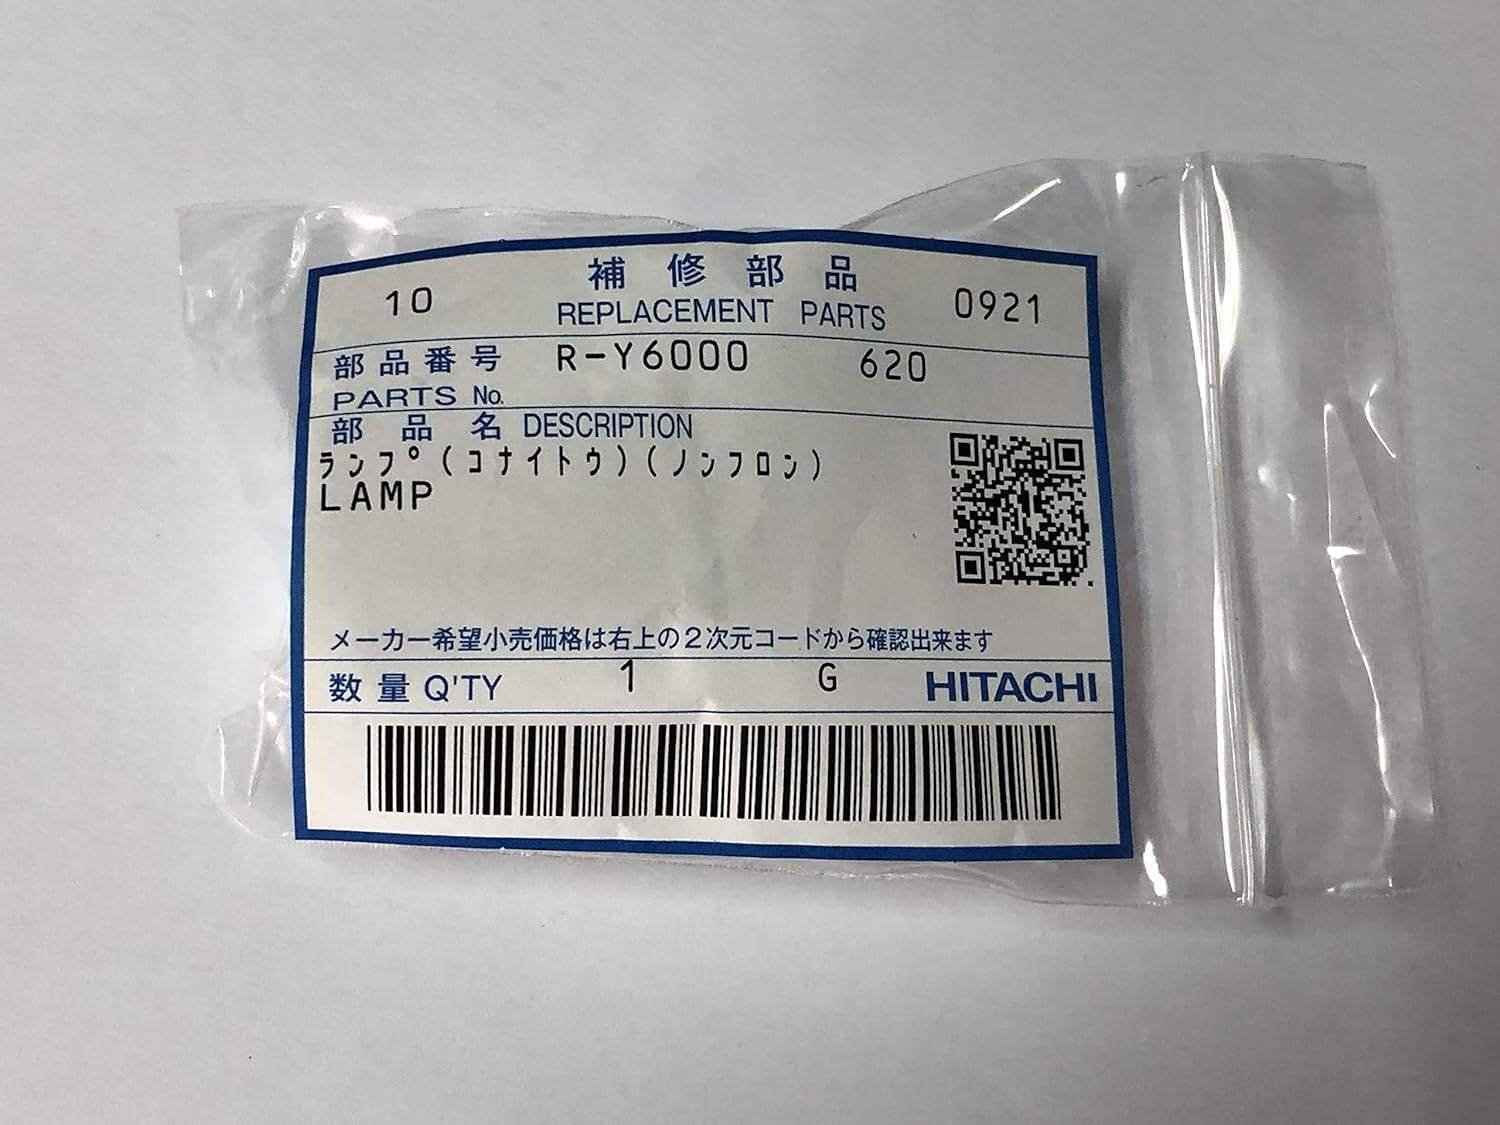 補修部品
10 REPLACEMENT PARTS 0921
部品番号 R-Y6000 620
PARTS No.
部品名 DESCRIPTION
ランプ(コナイトウ)(ノンフロン)
LAMP
メーカー希望小売価格は右上の2次元コードから確認出来ます
数量 Q'TY 1 G HITACHI